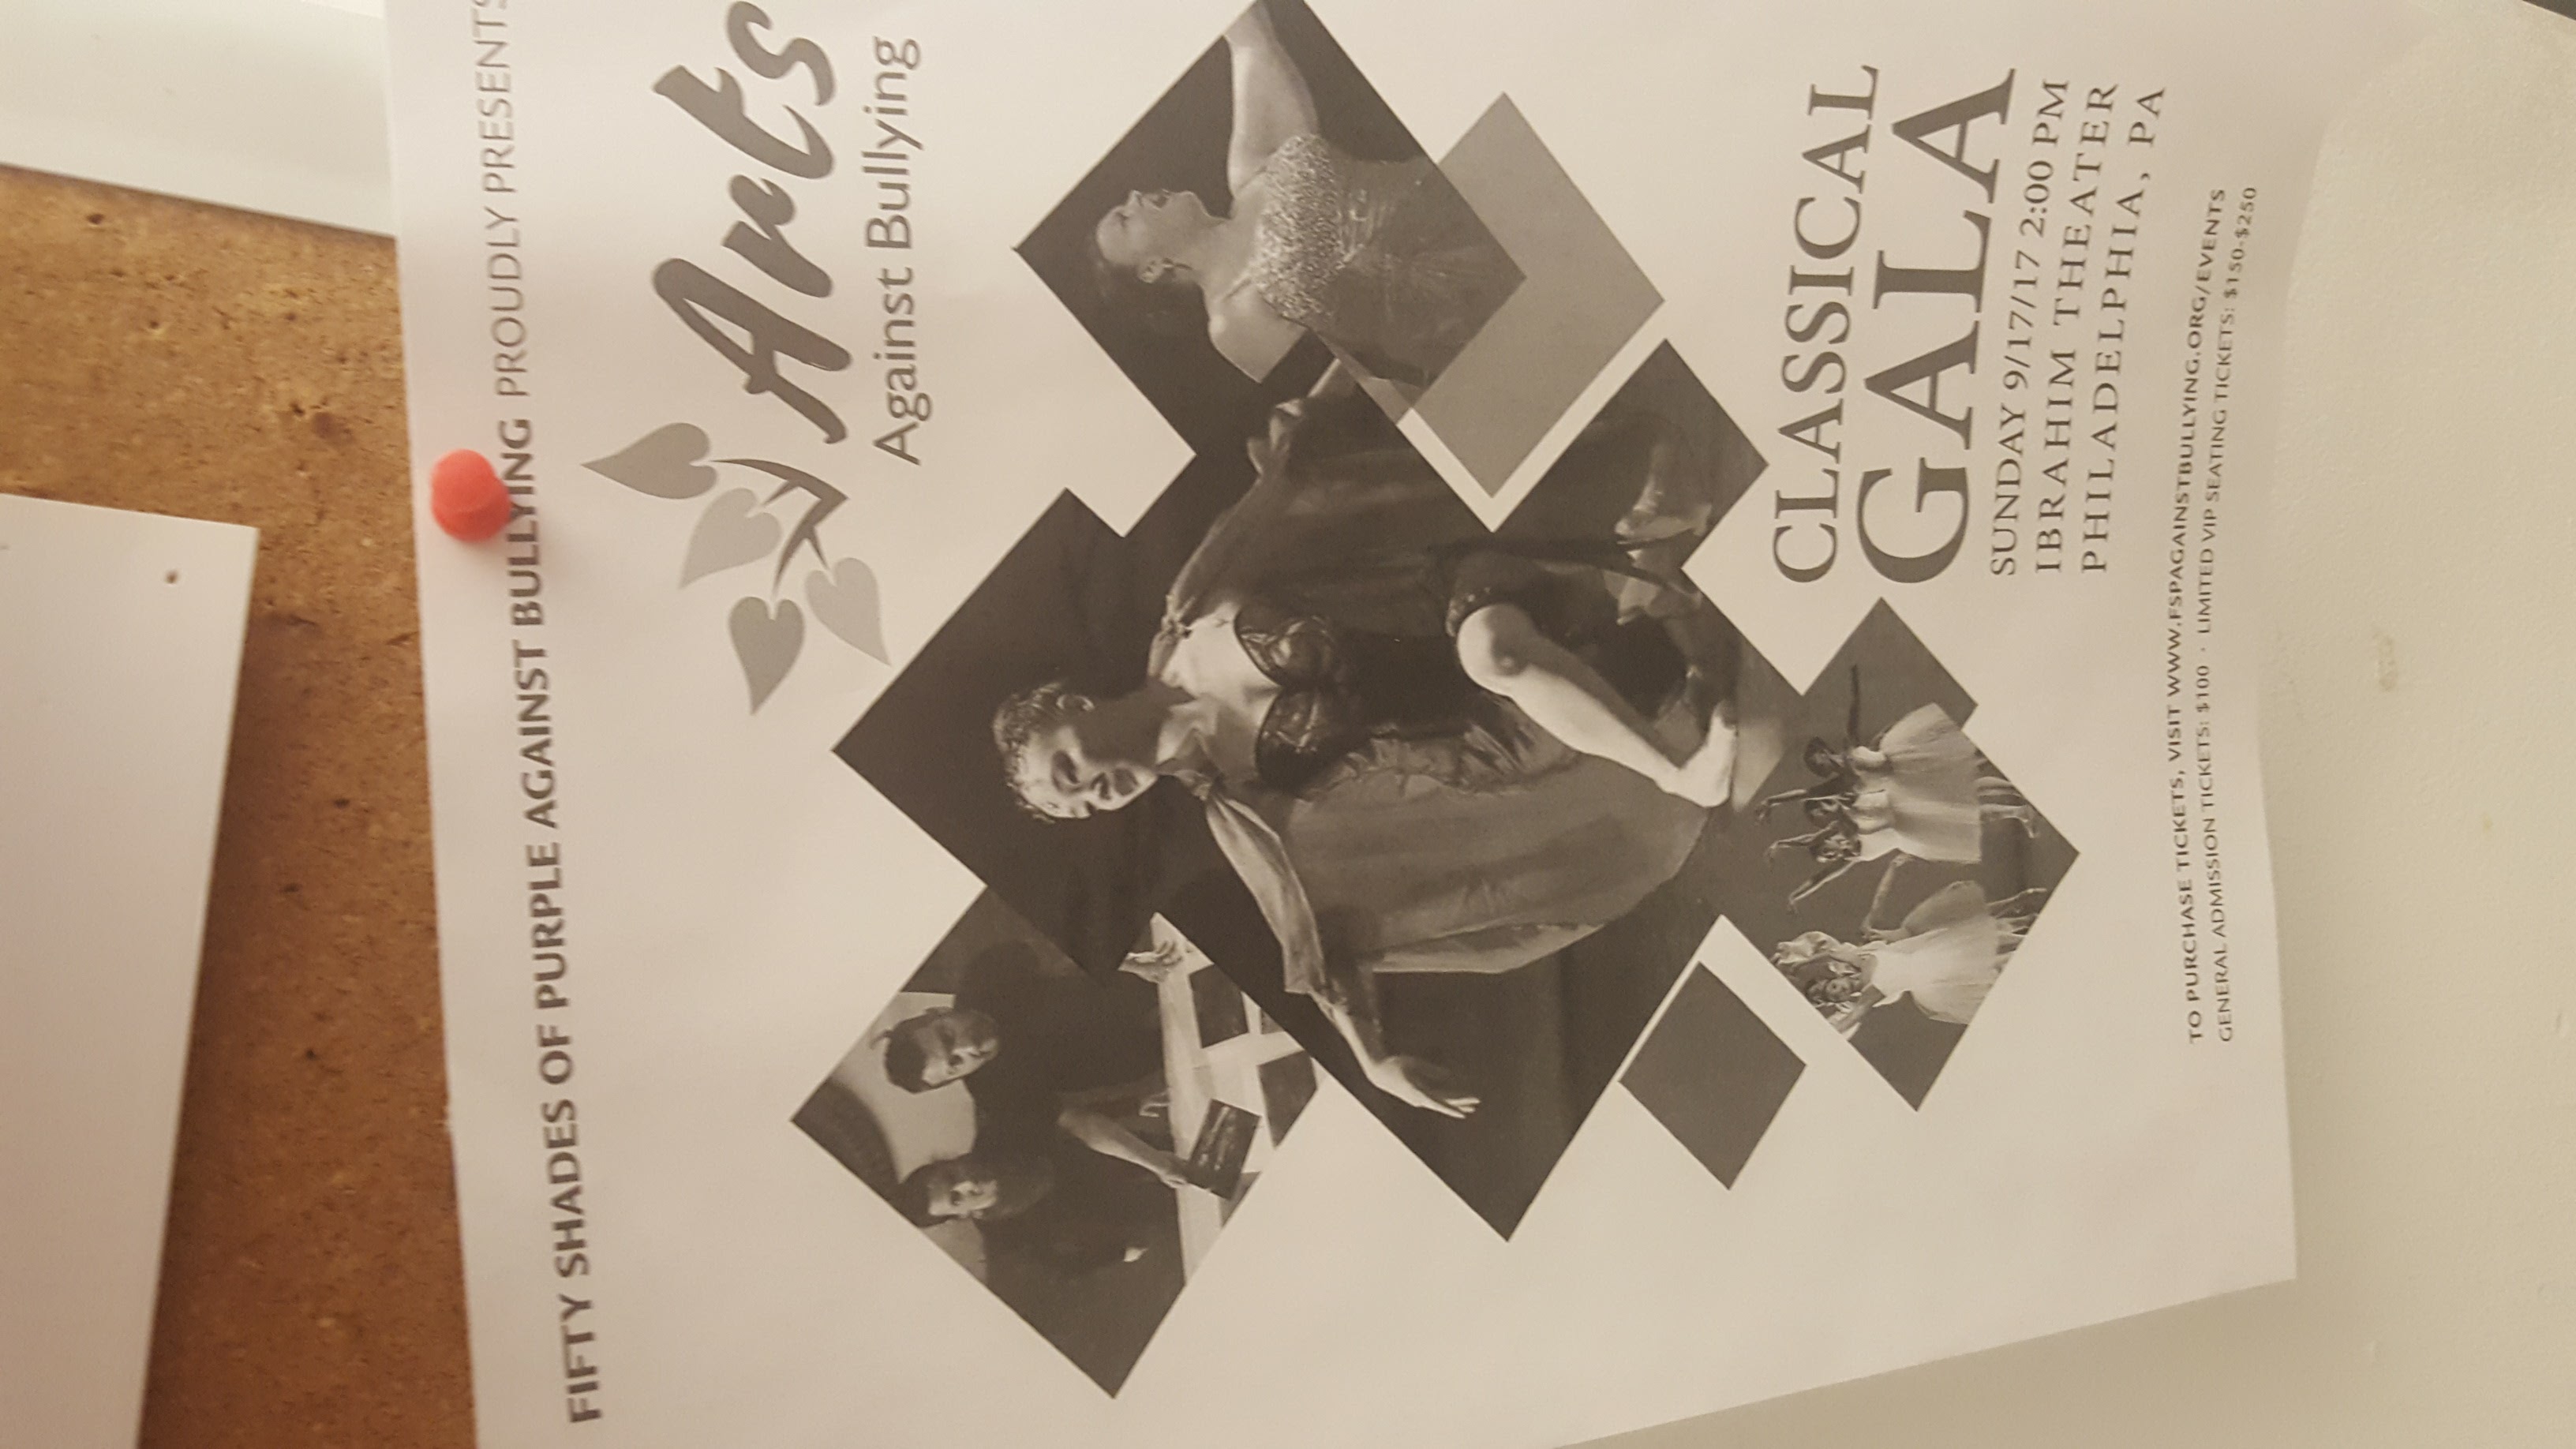 FIFTY SHADES OF PURPLE AGAINST BULLYING PROUDLY PRESENTS
Arts
Against Bullying
CLASSICAL
GALA
SUNDAY 9/17/17 2:00 PM
IBRAHIM THEATER
PHILADELPHIA, PA
TO PURCHASE TICKETS, VISIT WWW.FSPAGAINSTBULLYING.ORG/EVENTS
GENERAL ADMISSION TICKETS: $100 · LIMITED VIP SEATING TICKETS: $150-$250